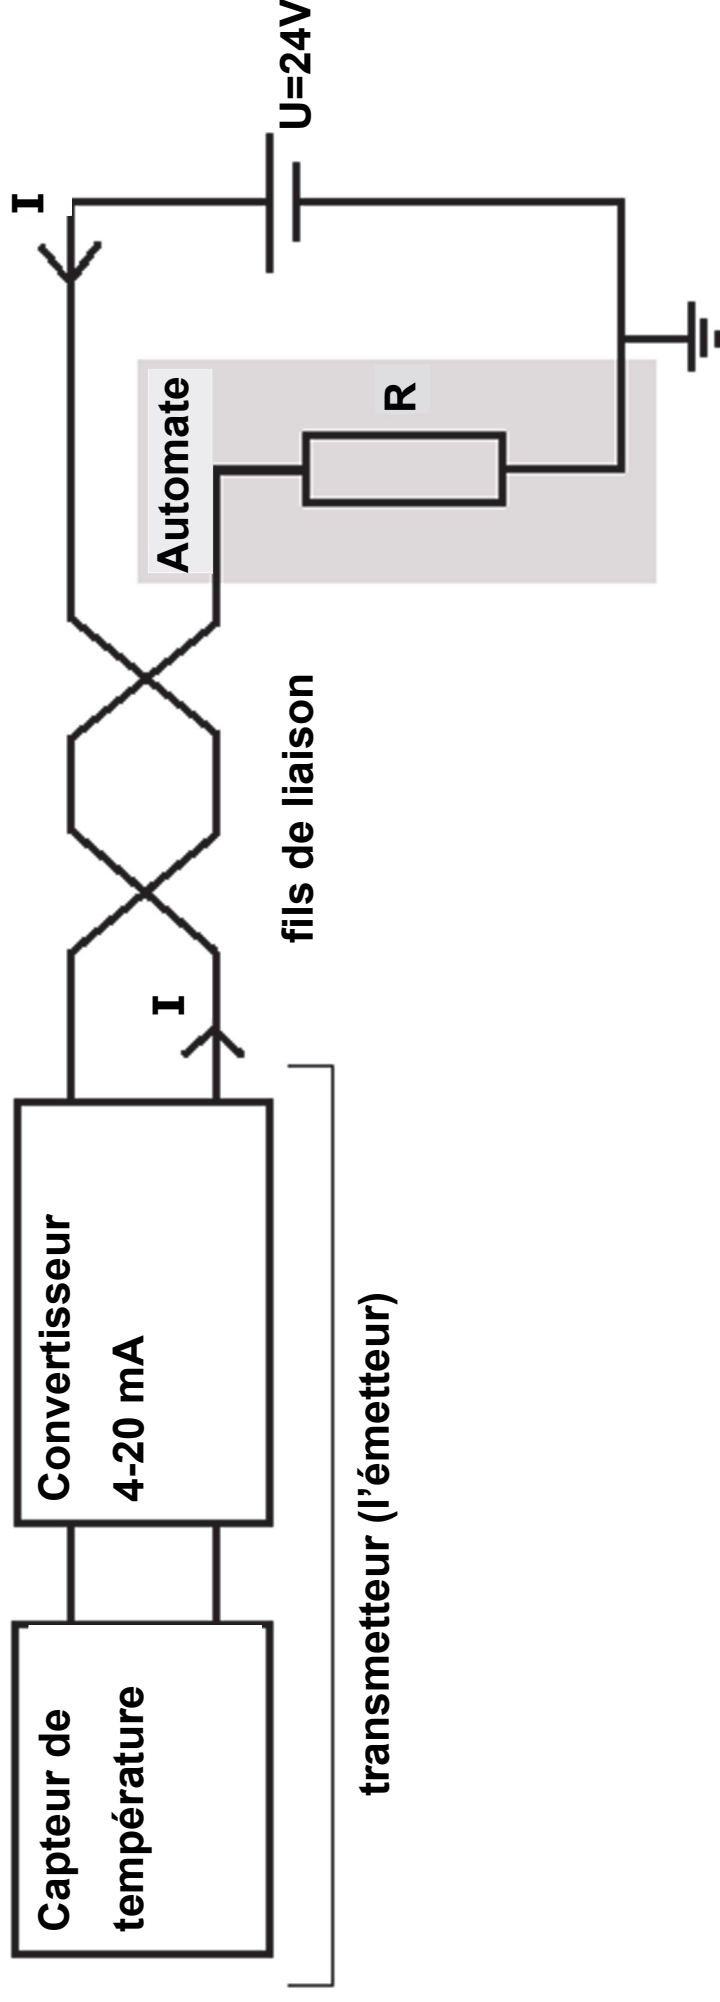 Capteur de
température
Convertisseur
4-20 mA
I
I
Automate
R
U=24V
fils de liaison
transmetteur (l’émetteur)